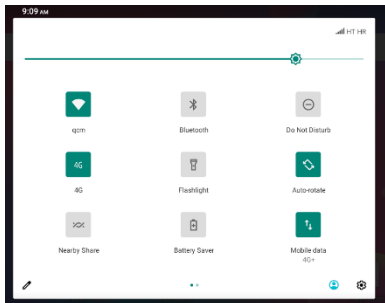 9:09 AM
HT HR
qcm
Bluetooth
Do Not Disturb
4G
4G
Flashlight
Auto-rotate
Nearby Share
Battery Saver
Mobile data
4G+